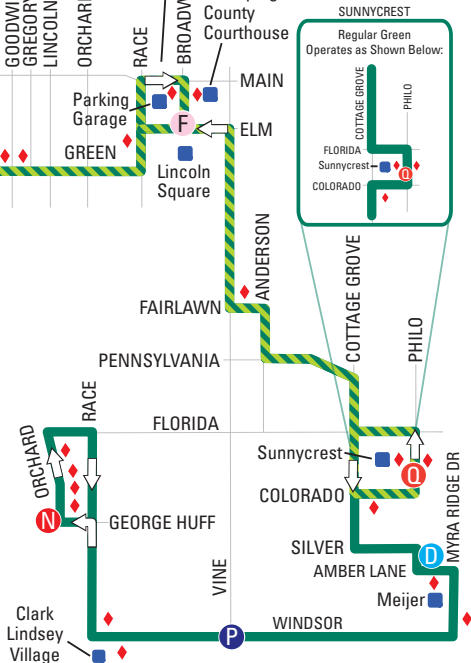 GOODWI
GREGORY
LINCOLN
ORCHARD
RACE
BROADW
County
Courthouse
MAIN
Parking
Garage
F
ELM
GREEN
Lincoln
Square
SUNNYCREST
Regular Green
Operates as Shown Below:
COTTAGE GROVE
PHILO
FLORIDA
Sunnycrest
Q
COLORADO
ANDERSON
FAIRLAWN
COTTAGE GROVE
PHILO
PENNSYLVANIA
RACE
FLORIDA
ORCHARD
Sunnycrest
Q
COLORADO
MYRA RIDGE DR
N
GEORGE HUFF
SILVER
D
AMBER LANE
VINE
Meijer
Clark
Lindsey
Village
P
WINDSOR